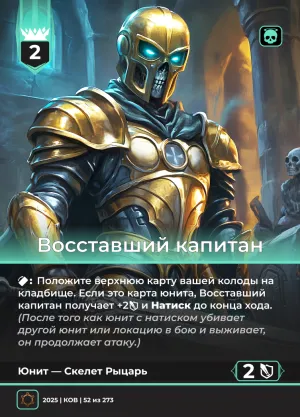 2
Восставший капитан
: Положите верхнюю карту вашей колоды на
кладбище. Если это карта юнита, Восставший
капитан получает +2 и Натиск до конца хода.
(После того как юнит с натиском убивает
другой юнит или локацию в бою и выживает,
он продолжает атаку.)
Юнит — Скелет Рыцарь
2
2025 | КОВ | 52 из 273